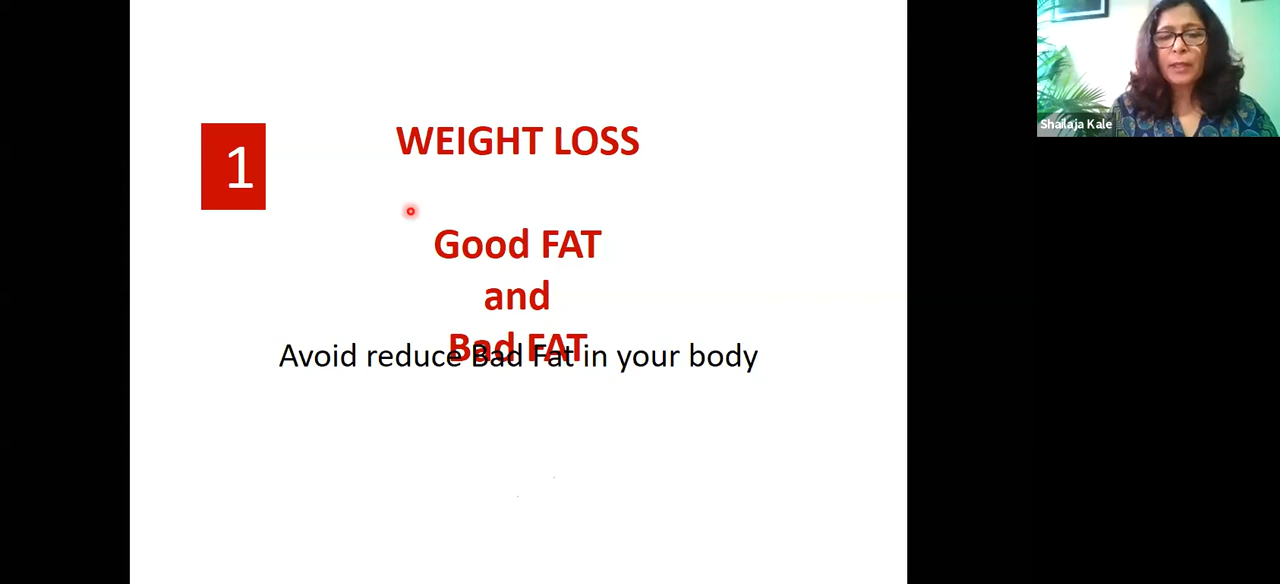 1
WEIGHT LOSS
Good FAT
and
Bad FAT
Avoid reduce Bad Fat in your body
Shailaja Kale